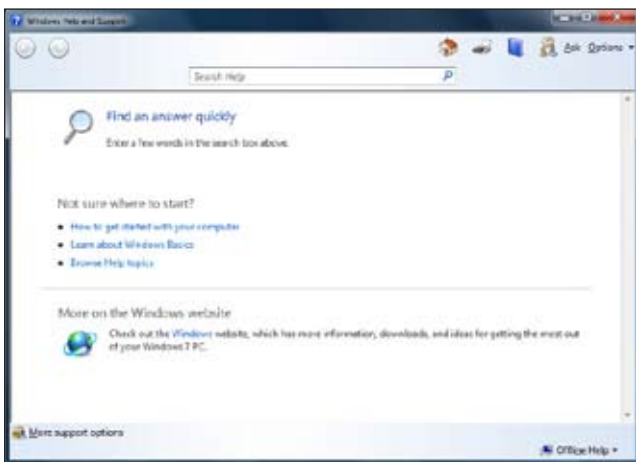 Windows Help and Support
Ask Options
Search Help
Find an answer quickly
Enter a few words in the search box above.
Not sure where to start?
How to get started with your computer
Learn about Windows Basics
Browse Help topics
More on the Windows website
Check out the Windows website, which has more information, downloads, and ideas for getting the most out
of your Windows 7 PC.
More support options
Office Help